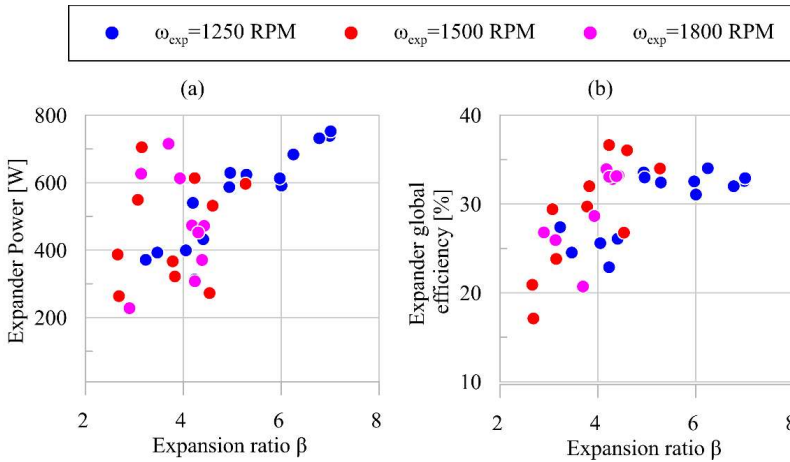 ωexp=1250 RPM ωexp=1500 RPM ωexp=1800 RPM
(a) (b)
800
600
400
200
2 4 6 8
Expander Power [W]
Expansion ratio β
40
30
20
10
2 4 6 8
Expander global
efficiency [%]
Expansion ratio β